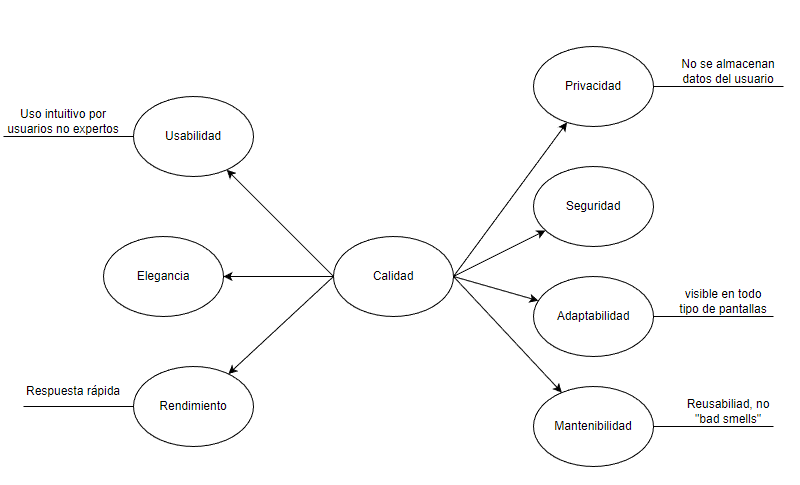 Uso intuitivo por
usuarios no expertos
Usabilidad
Elegancia
Respuesta rápida
Rendimiento
Calidad
Privacidad
No se almacenan
datos del usuario
Seguridad
Adaptabilidad
visible en todo
tipo de pantallas
Mantenibilidad
Reusabiliad, no
"bad smells"